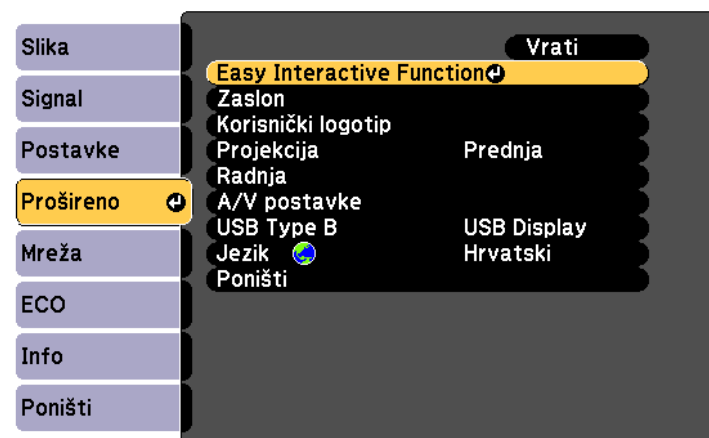 Slika
Signal
Postavke
Prošireno
Mreža
ECO
Info
Poništi
Vrati
Easy Interactive Function
Zaslon
Korisnički logotip
Projekcija Prednja
Radnja
A/V postavke
USB Type B USB Display
Jezik Hrvatski
Poništi